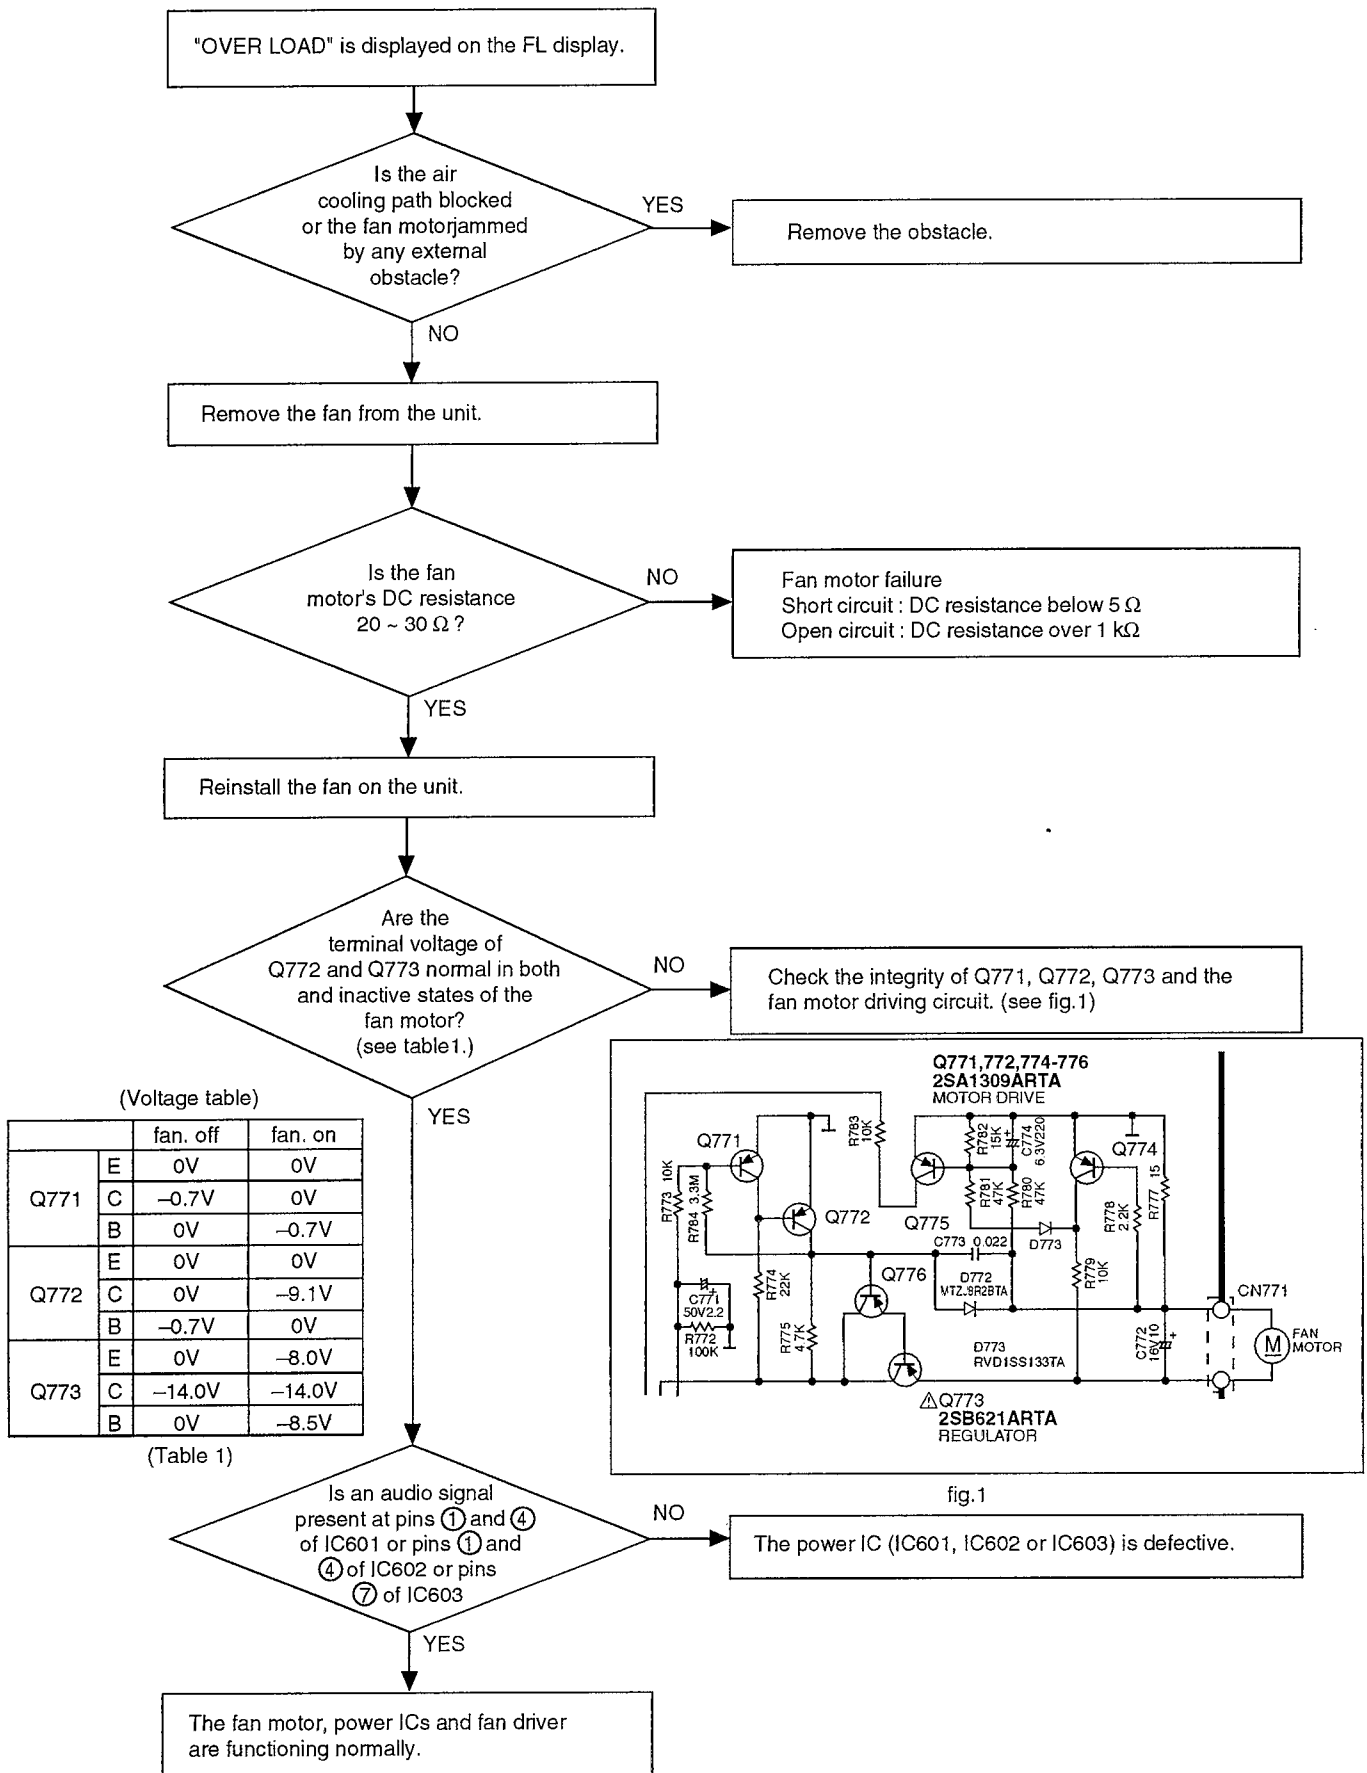 "OVER LOAD" is displayed on the FL display.
Is the air
cooling path blocked
or the fan motorjammed
by any external
obstacle?
YES
Remove the obstacle.
NO
Remove the fan from the unit.
Is the fan
motor's DC resistance
20 ~ 30 Ω ?
NO
Fan motor failure
Short circuit : DC resistance below 5 Ω
Open circuit : DC resistance over 1 kΩ
YES
Reinstall the fan on the unit.
Are the
terminal voltage of
Q772 and Q773 normal in both
and inactive states of the
fan motor?
(see table1.)
NO
Check the integrity of Q771, Q772, Q773 and the
fan motor driving circuit. (see fig.1)
YES
(Voltage table)
fan. off fan. on
Q771 E 0V 0V
C –0.7V 0V
B 0V –0.7V
Q772 E 0V 0V
C 0V –9.1V
B –0.7V 0V
Q773 E 0V –8.0V
C –14.0V –14.0V
B 0V –8.5V
(Table 1)
Q771,772,774-776
2SA1309ARTA
MOTOR DRIVE
R783
10K
R782
15K
C774
6.3V220
Q774
Q771
R773 10K
R784 3.3M
Q772
Q775
R781
47K
R780
47K
R778
2.2K
R777 15
C773 0.022
D773
R779
10K
Q776
D772
CN771
R774
22K
C771
50V2.2
R772
100K
R775
4.7K
D773
RVD1SS133TA
C772
16V10
M
FAN
MOTOR
⚠Q773
2SB621ARTA
REGULATOR
fig.1
Is an audio signal
present at pins ① and ④
of IC601 or pins ① and
④ of IC602 or pins
⑦ of IC603
NO
The power IC (IC601, IC602 or IC603) is defective.
YES
The fan motor, power ICs and fan driver
are functioning normally.